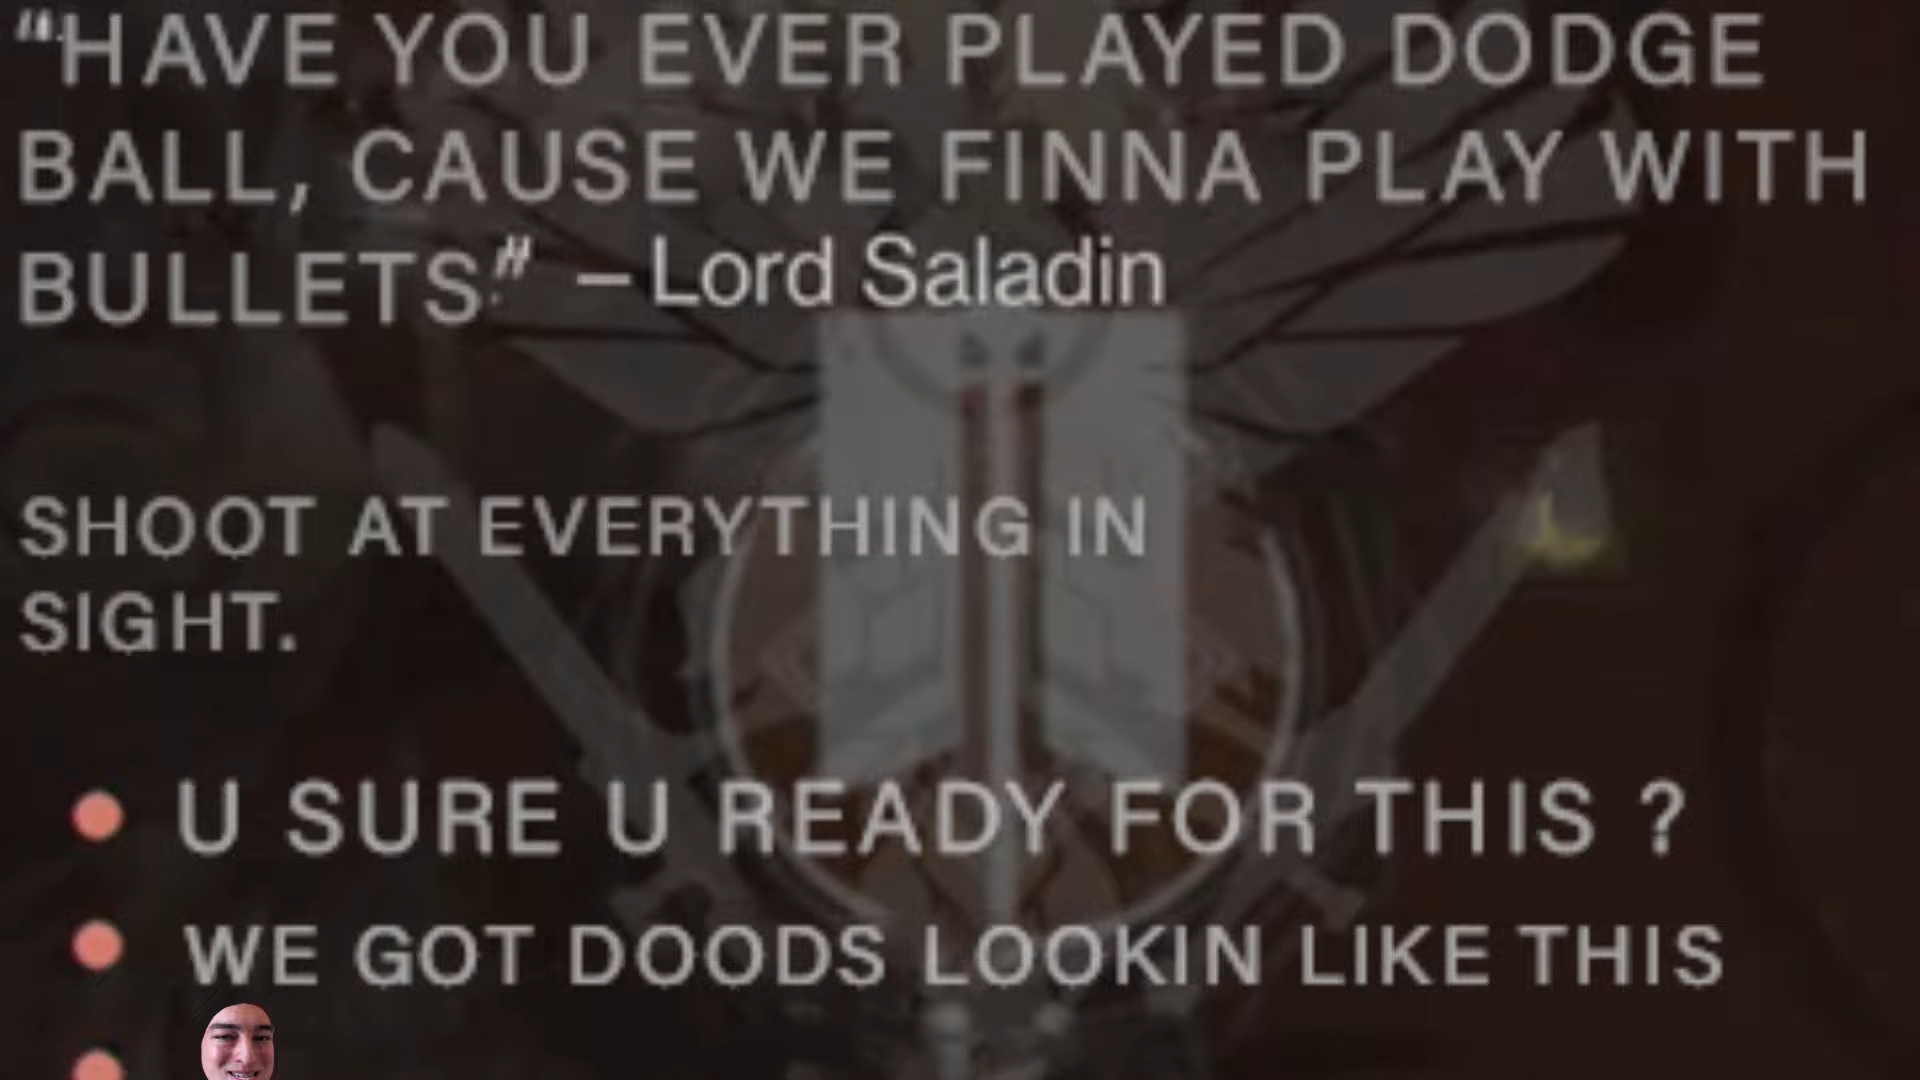 “HAVE YOU EVER PLAYED DODGE
BALL, CAUSE WE FINNA PLAY WITH
BULLETS.” – Lord Saladin
SHOOT AT EVERYTHING IN
SIGHT.
U SURE U READY FOR THIS ?
WE GOT DOODS LOOKIN LIKE THIS